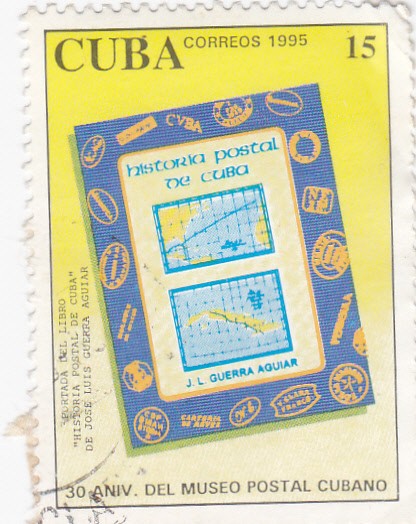 CUBA CORREOS 1995 15
CUBA
historia postal
de cuba
J. L. GUERRA AGUIAR
PORTADA DEL LIBRO
"HISTORIA POSTAL DE CUBA"
DE JOSE LUIS GUERRA AGUIAR
30 ANIV. DEL MUSEO POSTAL CUBANO